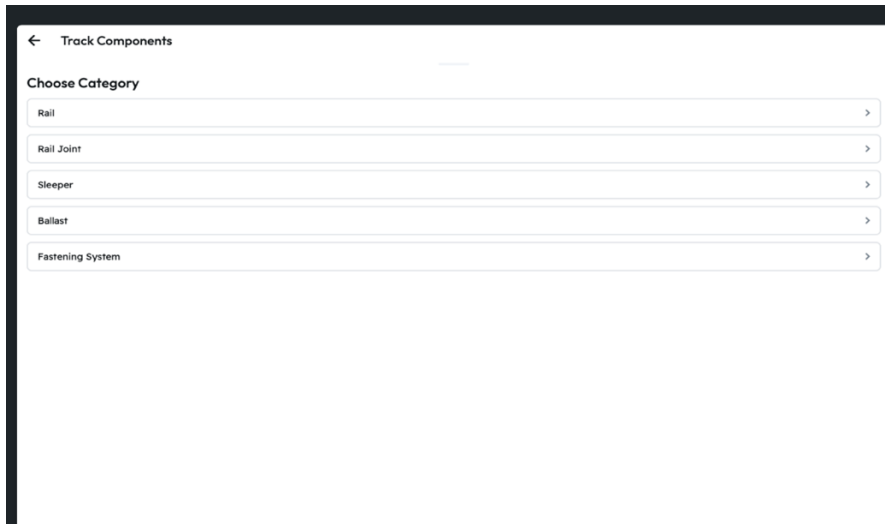 Track Components
Choose Category
Rail
Rail Joint
Sleeper
Ballast
Fastening System